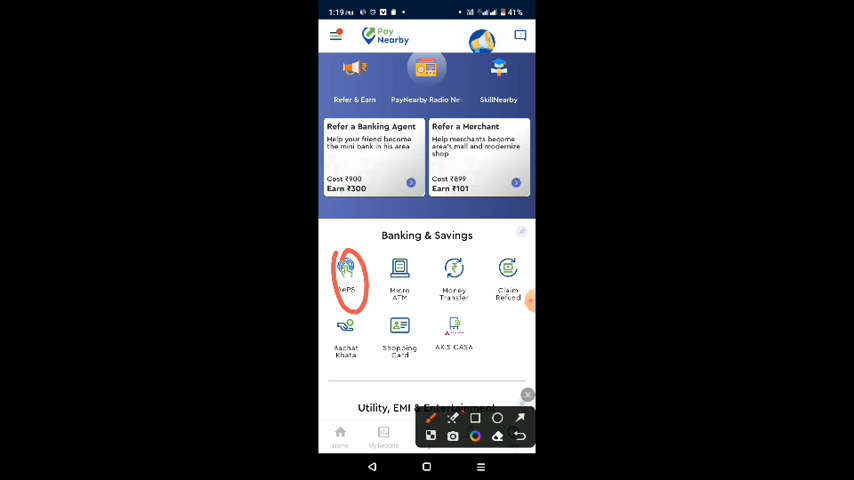 1:19 PM
41%
Pay
Nearby
Refer & Earn
PayNearby Radio Ne
SkillNearby
Refer a Banking Agent
Help your friend become
the mini bank in his area
Cost ₹900
Earn ₹300
Refer a Merchant
Help merchants become
area's mall and modernize
shop
Cost ₹899
Earn ₹101
Banking & Savings
AePS
Micro
ATM
Money
Transfer
Claim
Refund
Bachat
Khata
Shopping
Card
AXIS CASA
Utility, EMI & Entertainment
Home
My Reports